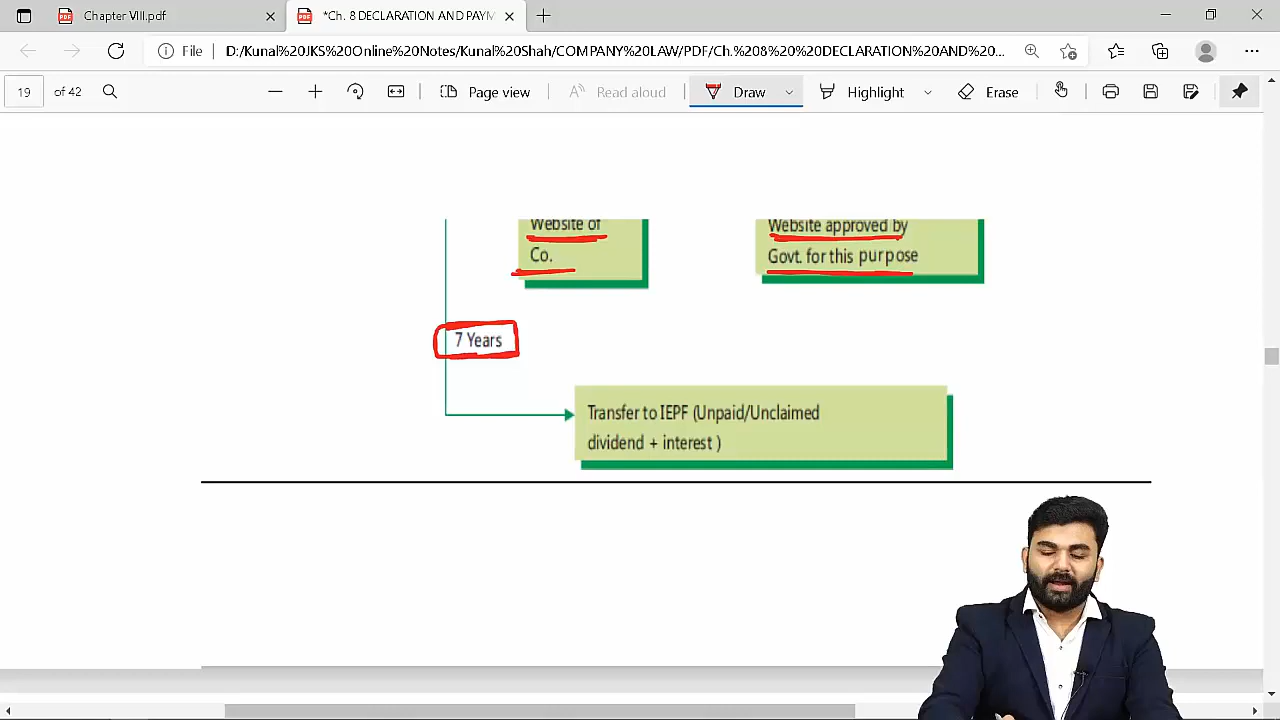 Chapter VIII.pdf
*Ch. 8 DECLARATION AND PAYM
File
D:/Kunal%20JKS%20Online%20Notes/Kunal%20Shah/COMPANY%20LAW/PDF/Ch.%208%20%20DECLARATION%20AND%20...
19 of 42
Page view
Read aloud
Draw
Highlight
Erase
Website of
Co.
Website approved by
Govt. for this purpose
7 Years
Transfer to IEPF (Unpaid/Unclaimed
dividend + interest )